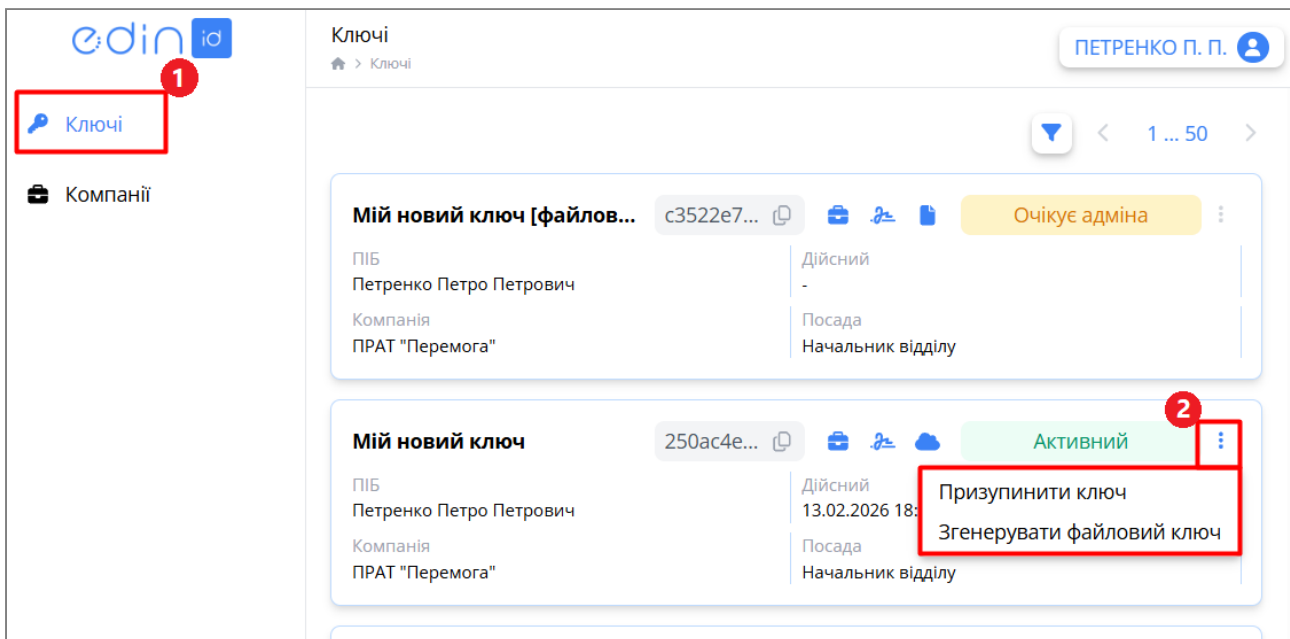 edin id
Ключі
ПЕТРЕНКО П. П.
Ключі
1
Ключі
Компанії
1 ... 50
Мій новий ключ [файлов...
c3522e7...
Очікує адміна
ПІБ
Дійсний
Петренко Петро Петрович
-
Компанія
Посада
ПРАТ "Перемога"
Начальник відділу
2
Мій новий ключ
250ac4e...
Активний
ПІБ
Дійсний
Призупинити ключ
Петренко Петро Петрович
13.02.2026 18:
Згенерувати файловий ключ
Компанія
Посада
ПРАТ "Перемога"
Начальник відділу